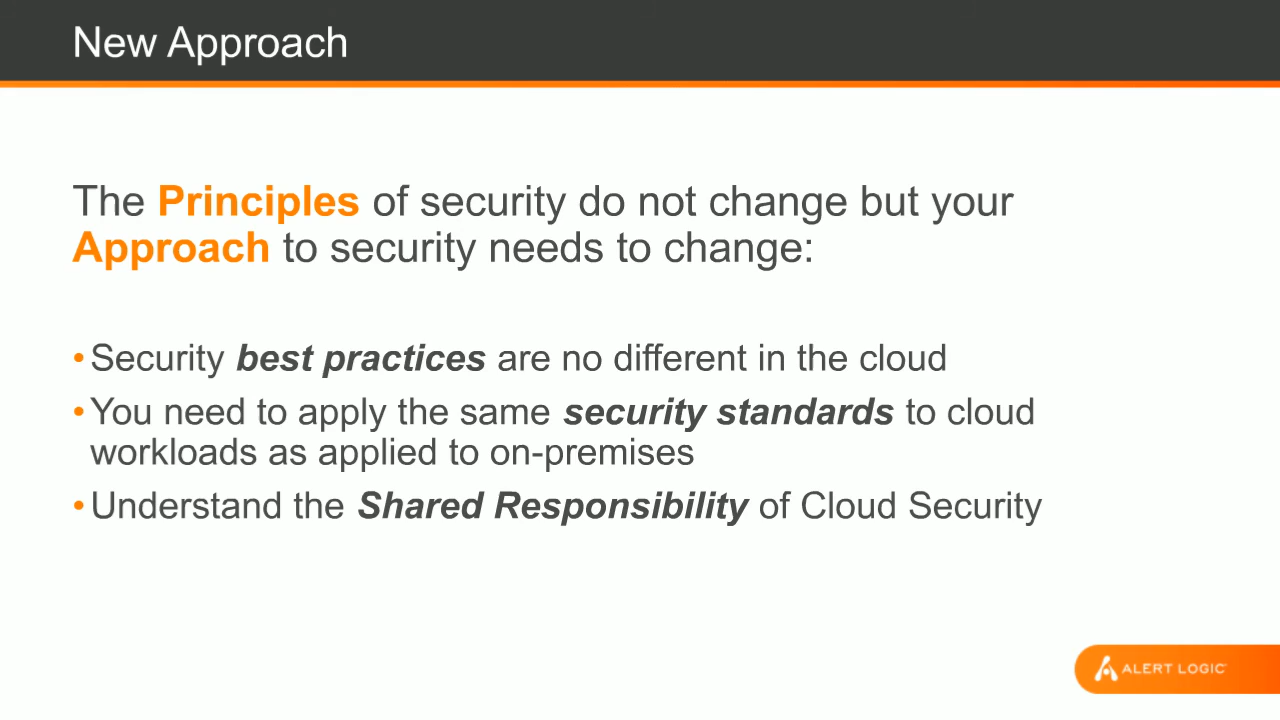 New Approach
The Principles of security do not change but your
Approach to security needs to change:
•Security best practices are no different in the cloud
•You need to apply the same security standards to cloud
workloads as applied to on-premises
•Understand the Shared Responsibility of Cloud Security
ALERT LOGIC